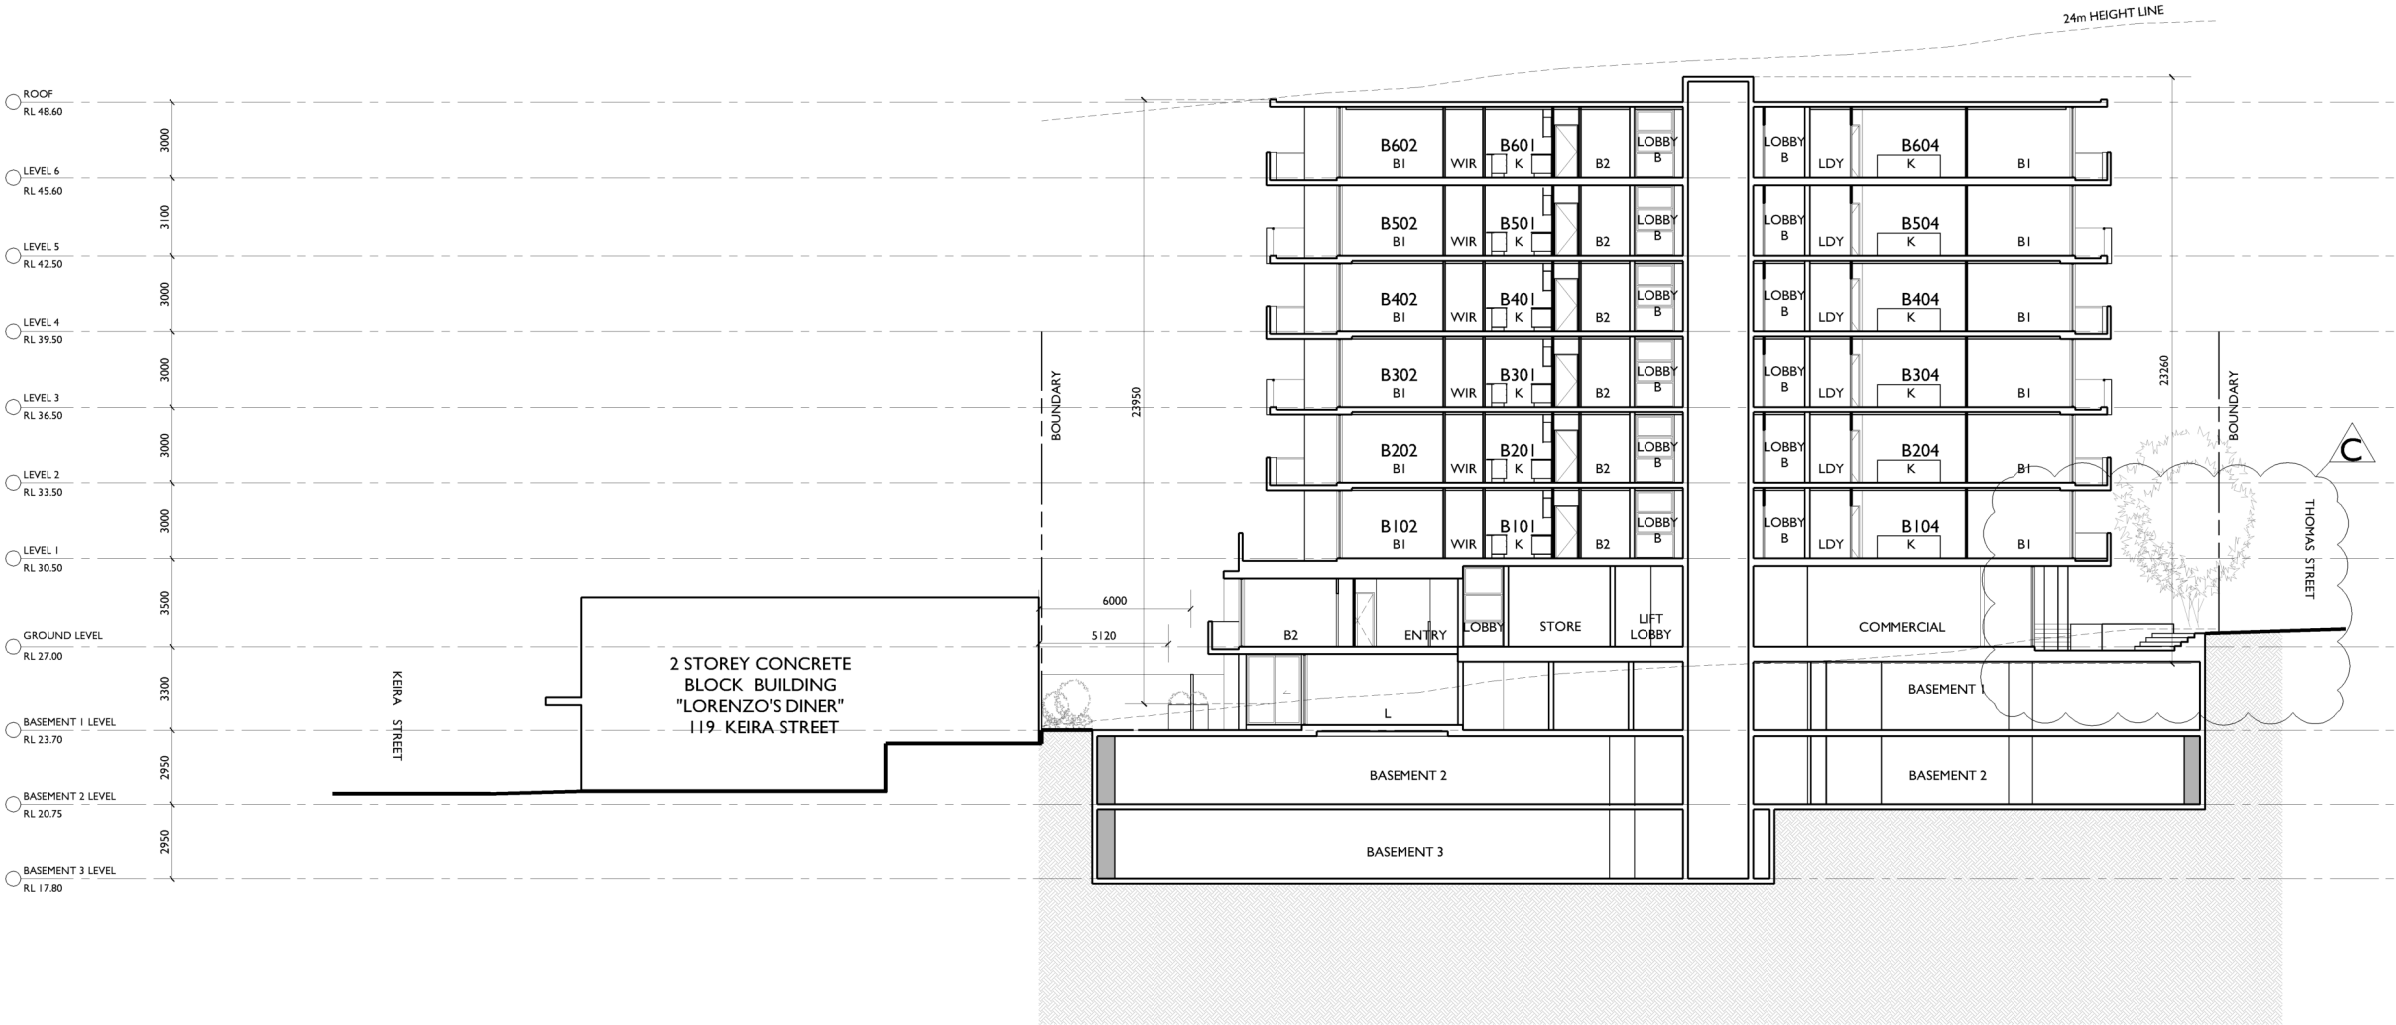 24m HEIGHT LINE
ROOF
RL 48.60
3000
B602
B1
WIR
B601
K
B2
LOBBY
B
LOBBY
B
LDY
B604
K
B1
LEVEL 6
RL 45.60
3100
B502
B1
WIR
B501
K
B2
LOBBY
B
LOBBY
B
LDY
B504
K
B1
LEVEL 5
RL 42.50
3000
B402
B1
WIR
B401
K
B2
LOBBY
B
LOBBY
B
LDY
B404
K
B1
LEVEL 4
RL 39.50
3000
BOUNDARY
23950
B302
B1
WIR
B301
K
B2
LOBBY
B
LOBBY
B
LDY
B304
K
B1
23260
BOUNDARY
LEVEL 3
RL 36.50
3000
B202
B1
WIR
B201
K
B2
LOBBY
B
LOBBY
B
LDY
B204
K
B1
C
LEVEL 2
RL 33.50
3000
B102
B1
WIR
B101
K
B2
LOBBY
B
LOBBY
B
LDY
B104
K
B1
THOMAS STREET
LEVEL 1
RL 30.50
3500
6000
5120
B2
ENTRY
LOBBY
STORE
LIFT
LOBBY
COMMERCIAL
GROUND LEVEL
RL 27.00
3300
KEIRA STREET
2 STOREY CONCRETE
BLOCK BUILDING
"LORENZO'S DINER"
119 KEIRA STREET
L
BASEMENT 1
BASEMENT 1 LEVEL
RL 23.70
2950
BASEMENT 2
BASEMENT 2
BASEMENT 2 LEVEL
RL 20.75
2950
BASEMENT 3
BASEMENT 3 LEVEL
RL 17.80